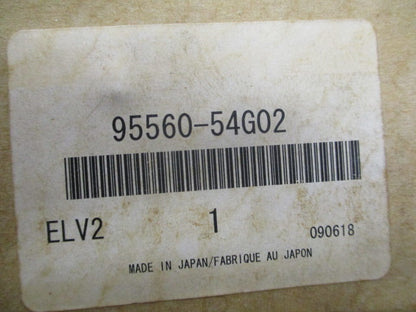 95560-54G02
ELV2 1 090618
MADE IN JAPAN/FABRIQUE AU JAPON